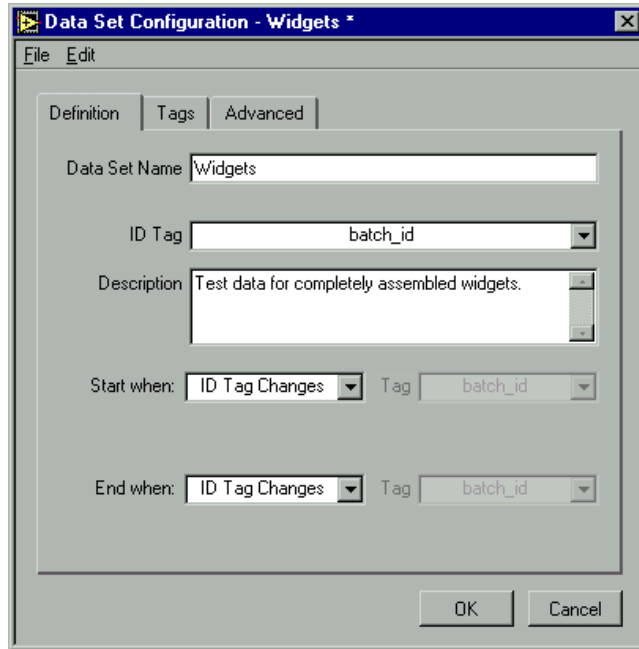 Data Set Configuration - Widgets *
File Edit
Definition Tags Advanced
Data Set Name Widgets
ID Tag batch_id
Description Test data for completely assembled widgets.
Start when: ID Tag Changes Tag batch_id
End when: ID Tag Changes Tag batch_id
OK Cancel